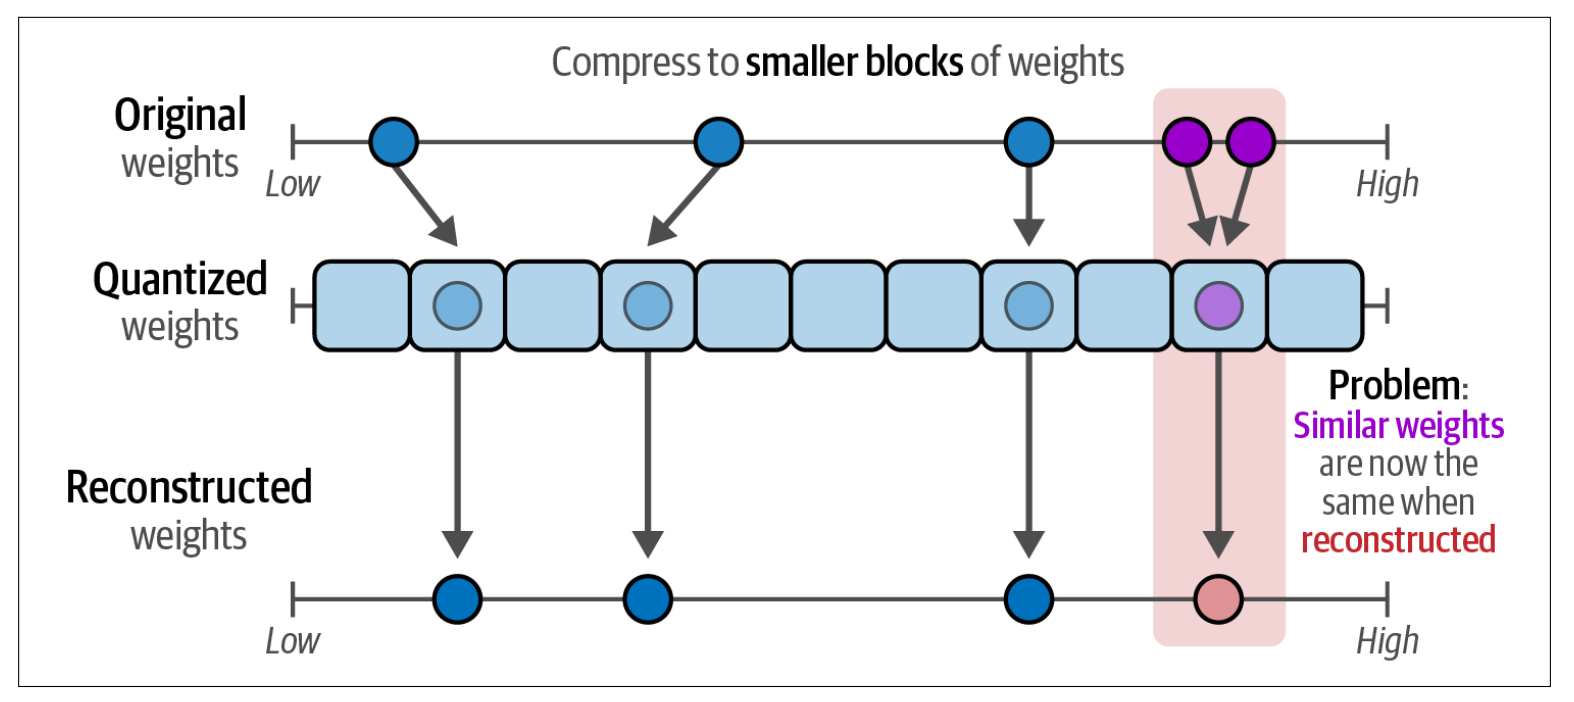 Compress to smaller blocks of weights
Original
weights
Low
High
Quantized
weights
Problem:
Similar weights
are now the
same when
reconstructed
Reconstructed
weights
Low
High